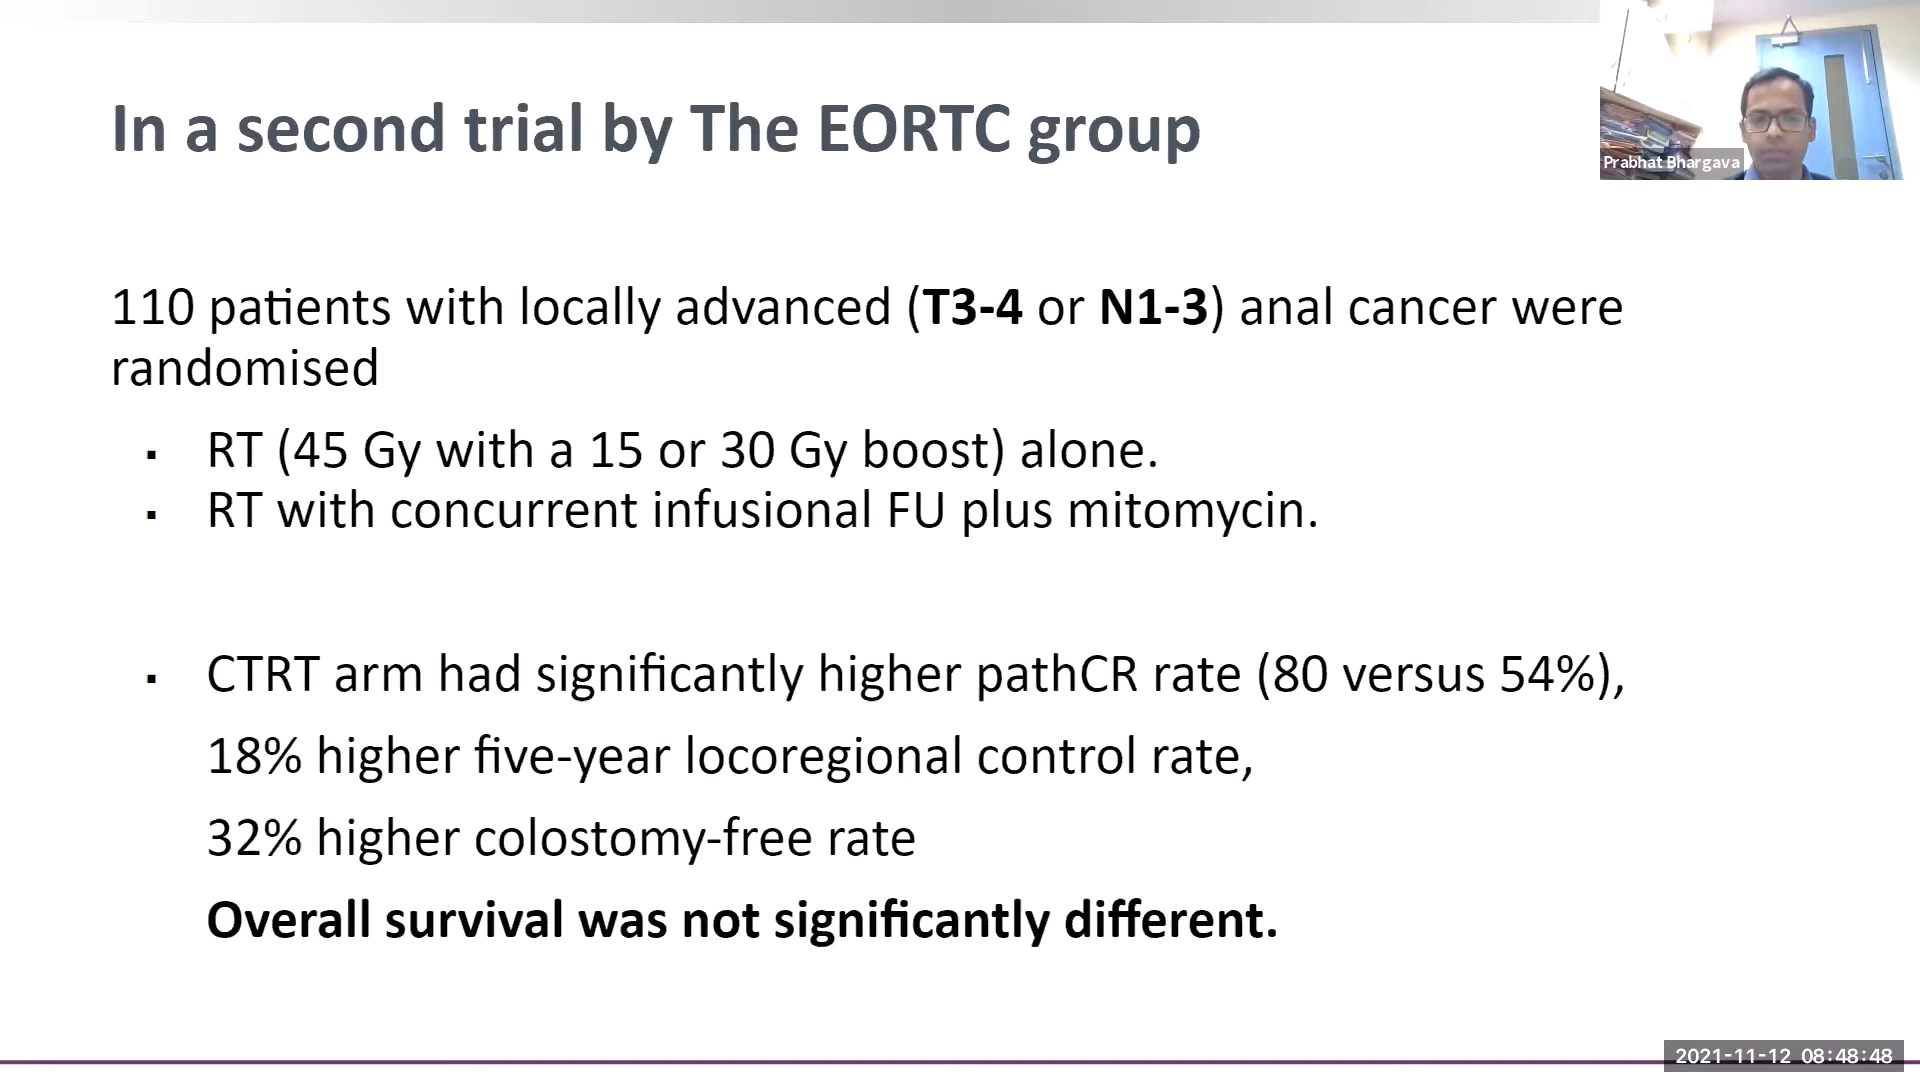 In a second trial by The EORTC group
Prabhat Bhargava
110 patients with locally advanced (T3-4 or N1-3) anal cancer were
randomised
▪ RT (45 Gy with a 15 or 30 Gy boost) alone.
▪ RT with concurrent infusional FU plus mitomycin.
▪ CTRT arm had significantly higher pathCR rate (80 versus 54%),
18% higher five-year locoregional control rate,
32% higher colostomy-free rate
Overall survival was not significantly different.
2021-11-12 08:48:48